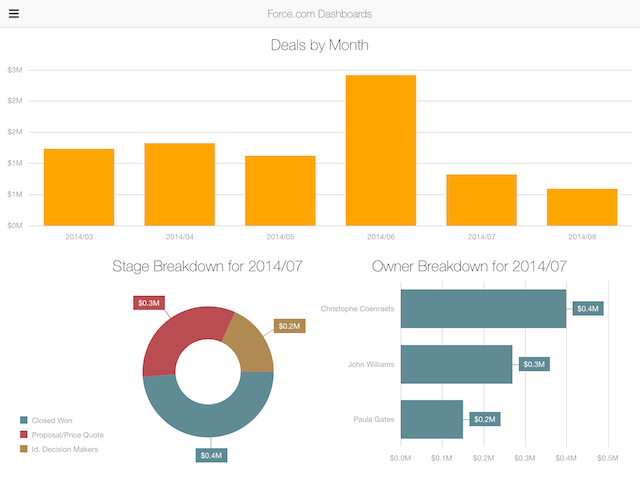 Force.com Dashboards
Deals by Month
$3M
$2M
$2M
$1M
$1M
$0M
2014/03 2014/04 2014/05 2014/06 2014/07 2014/08
Stage Breakdown for 2014/07
$0.3M
$0.2M
$0.4M
Closed Won
Proposal/Price Quote
Id. Decision Makers
Owner Breakdown for 2014/07
Christophe Coenraets
$0.4M
John Williams
$0.3M
Paula Gates
$0.2M
$0.0M $0.1M $0.2M $0.3M $0.4M $0.5M